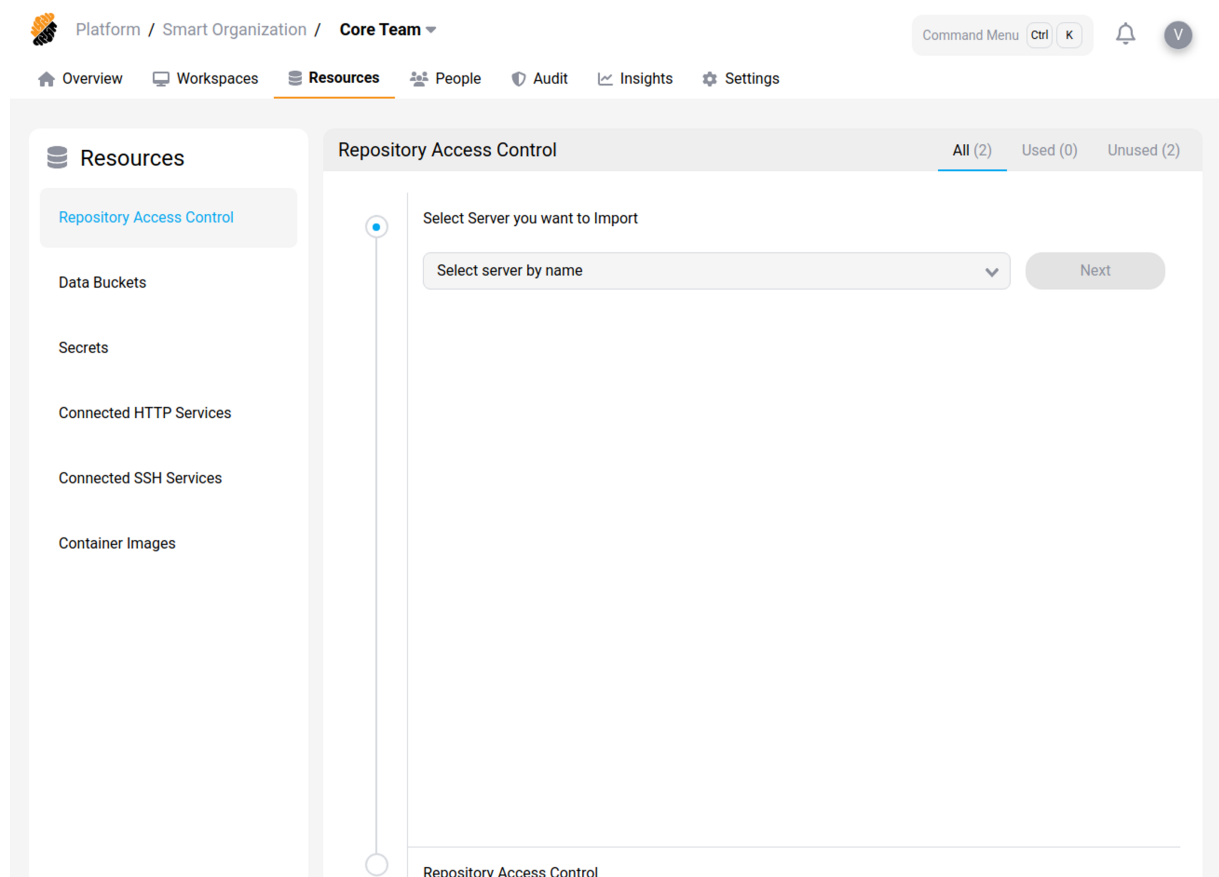 Platform / Smart Organization / Core Team
Command Menu Ctrl K
V
Overview Workspaces Resources People Audit Insights Settings
Resources
Repository Access Control
Data Buckets
Secrets
Connected HTTP Services
Connected SSH Services
Container Images
Repository Access Control
All (2) Used (0) Unused (2)
Select Server you want to Import
Select server by name
Next
Repository Access Control